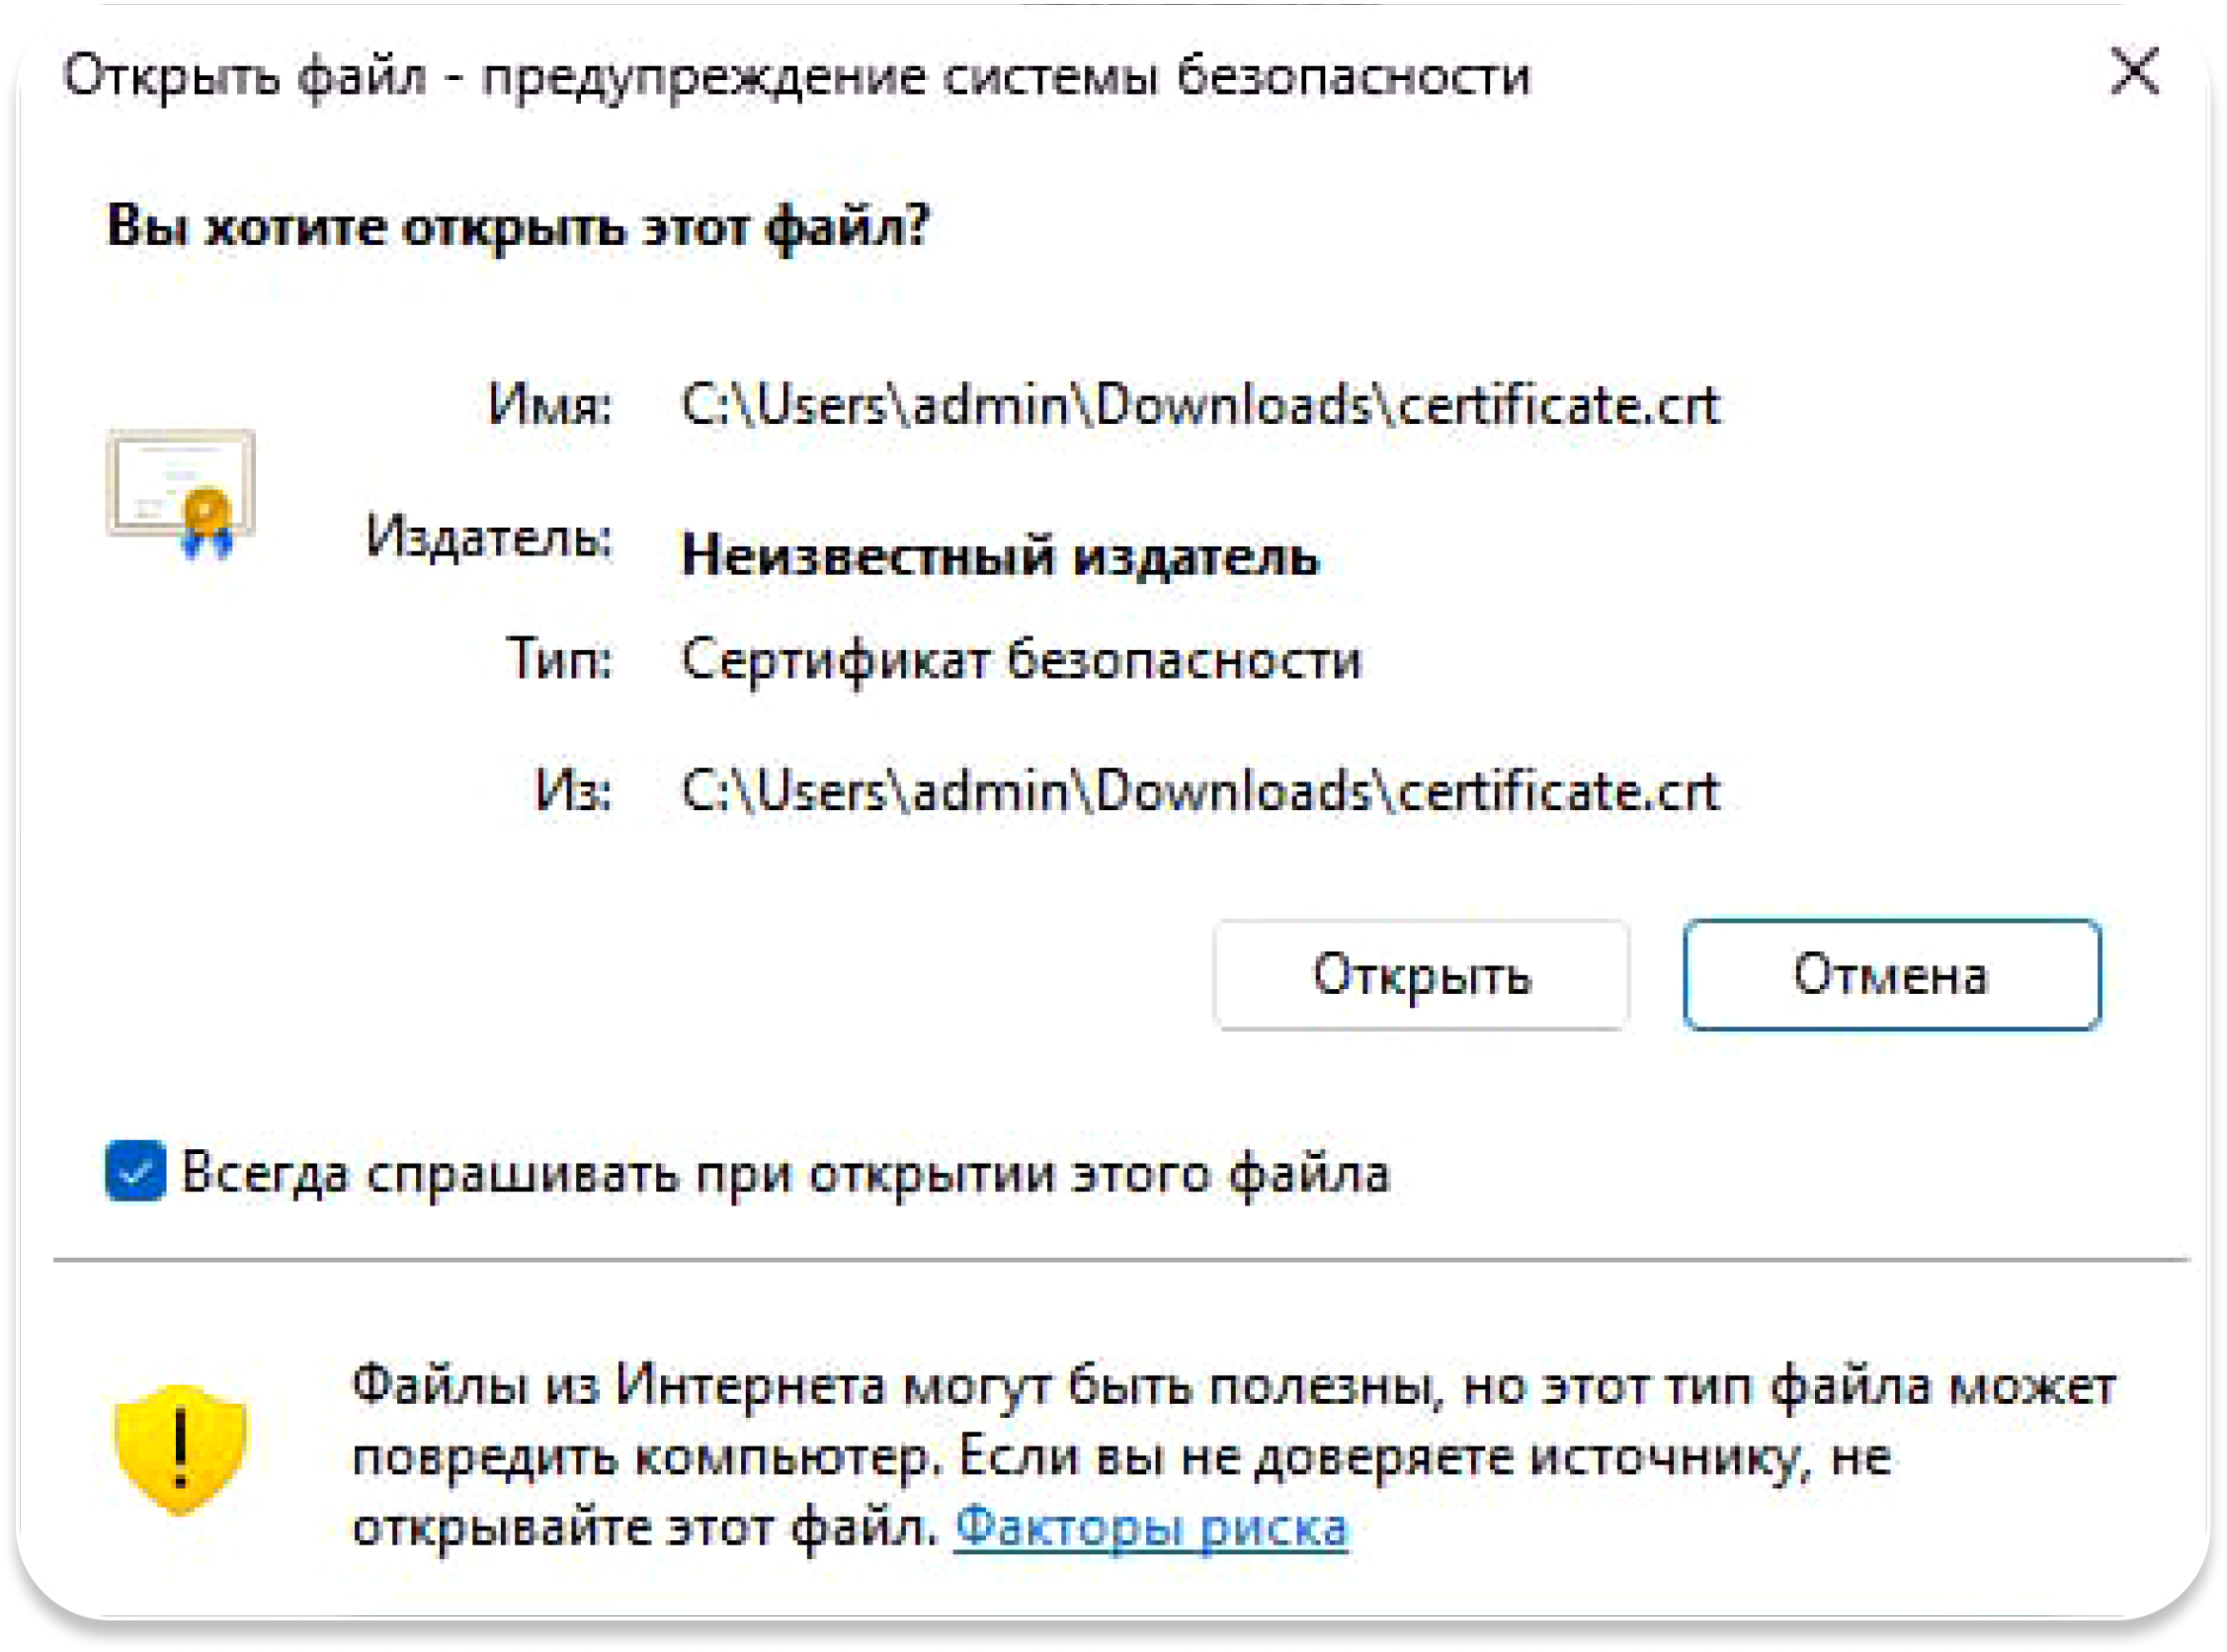 Открыть файл - предупреждение системы безопасности
Вы хотите открыть этот файл?
Имя: C:\Users\admin\Downloads\certificate.crt
Издатель: Неизвестный издатель
Тип: Сертификат безопасности
Из: C:\Users\admin\Downloads\certificate.crt
Открыть Отмена
Всегда спрашивать при открытии этого файла
Файлы из Интернета могут быть полезны, но этот тип файла может
повредить компьютер. Если вы не доверяете источнику, не
открывайте этот файл. Факторы риска